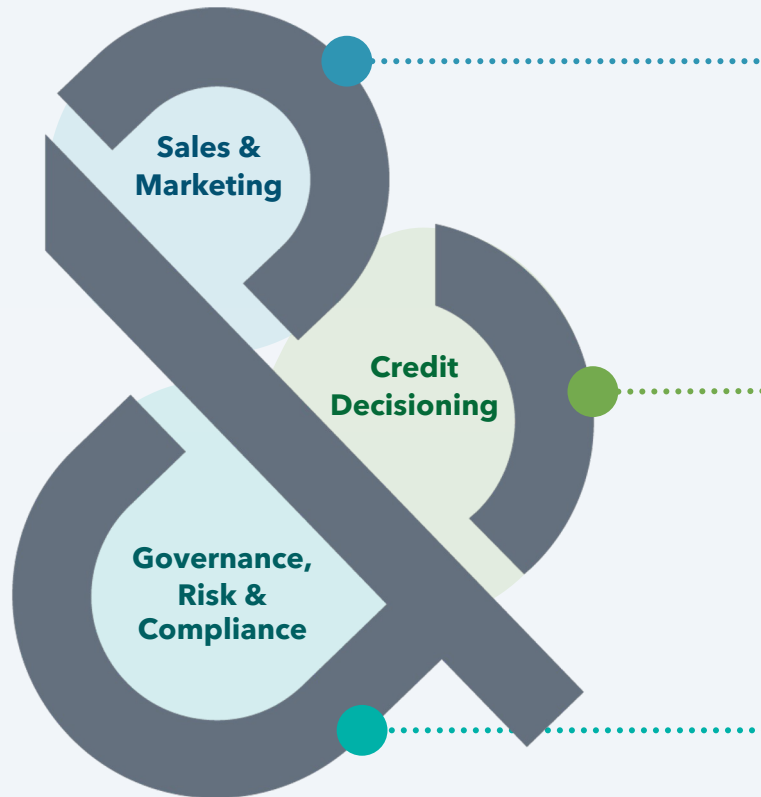 Sales &
Marketing
Credit
Decisioning
Governance,
Risk &
Compliance